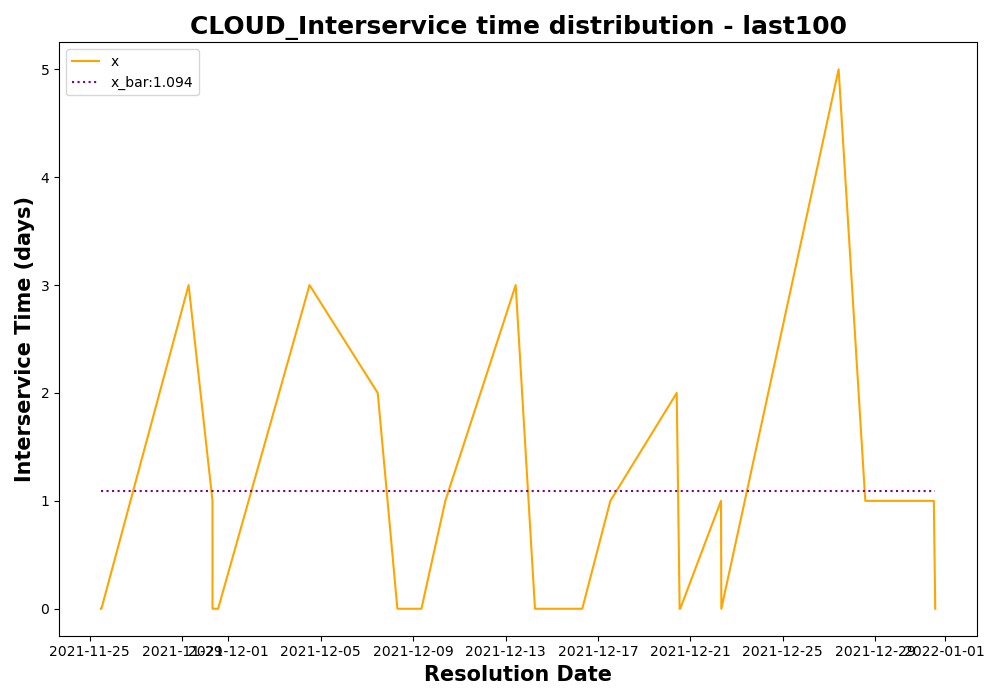 CLOUD_Interservice time distribution - last100
x
x_bar:1.094
Interservice Time (days)
5
4
3
2
1
0
2021-11-25 2021-11-29 2021-12-01 2021-12-05 2021-12-09 2021-12-13 2021-12-17 2021-12-21 2021-12-25 2021-12-29 2022-01-01
Resolution Date